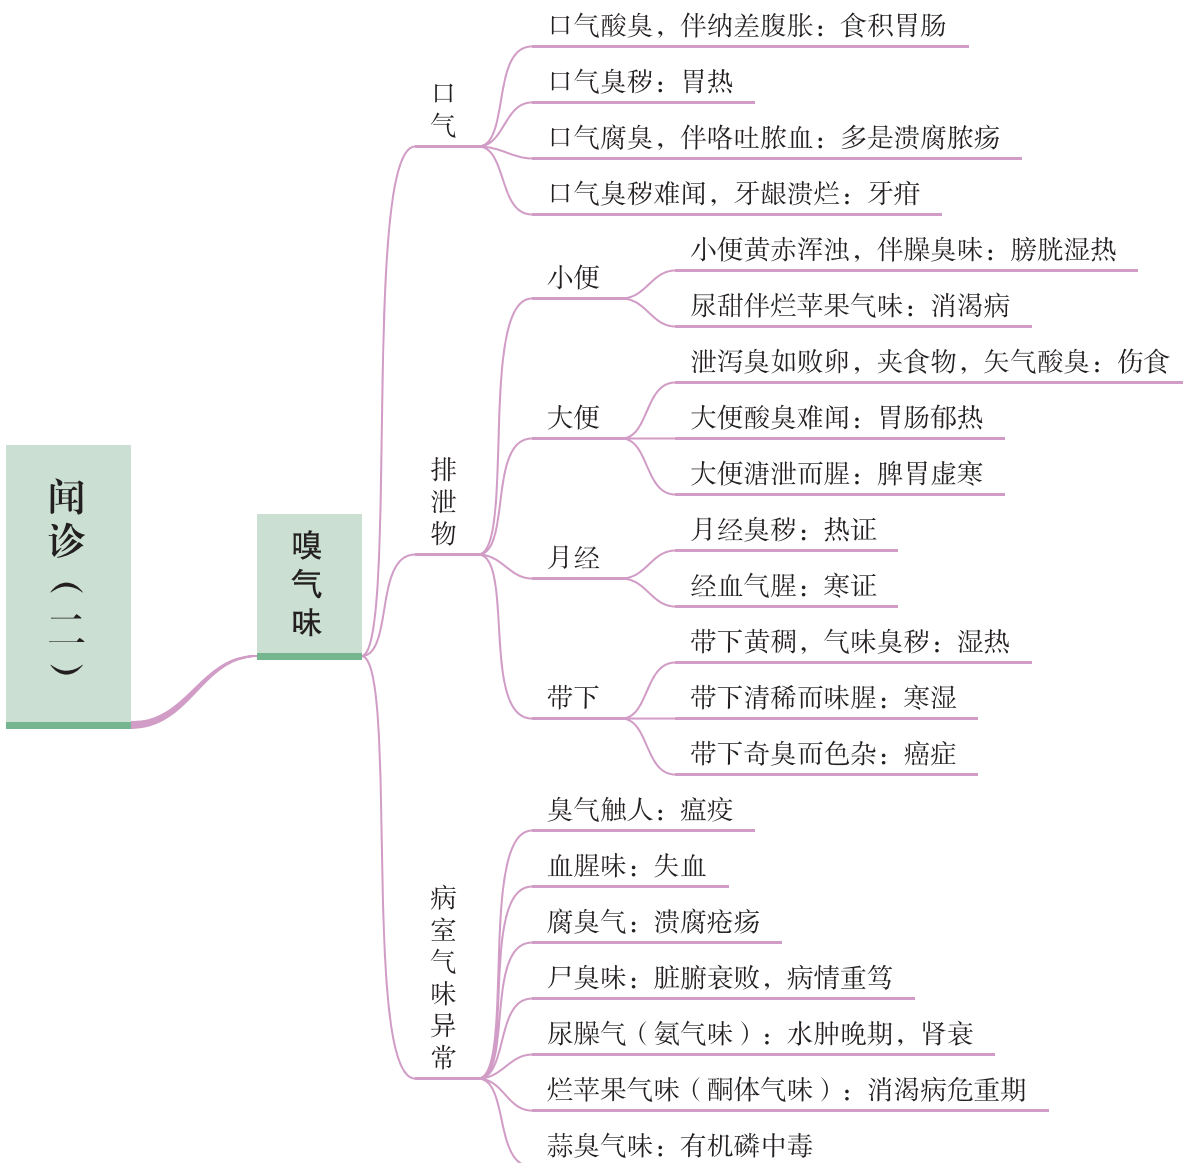 闻诊（二）
嗅气味
口气
口气酸臭，伴纳差腹胀：食积胃肠
口气臭秽：胃热
口气腐臭，伴咯吐脓血：多是溃腐脓疡
口气臭秽难闻，牙龈溃烂：牙疳
排泄物
小便
小便黄赤浑浊，伴臊臭味：膀胱湿热
尿甜伴烂苹果气味：消渴病
大便
泄泻臭如败卵，夹食物，矢气酸臭：伤食
大便酸臭难闻：胃肠郁热
大便溏泄而腥：脾胃虚寒
月经
月经臭秽：热证
经血气腥：寒证
带下
带下黄稠，气味臭秽：湿热
带下清稀而味腥：寒湿
带下奇臭而色杂：癌症
病室气味异常
臭气触人：瘟疫
血腥味：失血
腐臭气：溃腐疮疡
尸臭味：脏腑衰败，病情重笃
尿臊气（氨气味）：水肿晚期，肾衰
烂苹果气味（酮体气味）：消渴病危重期
蒜臭气味：有机磷中毒